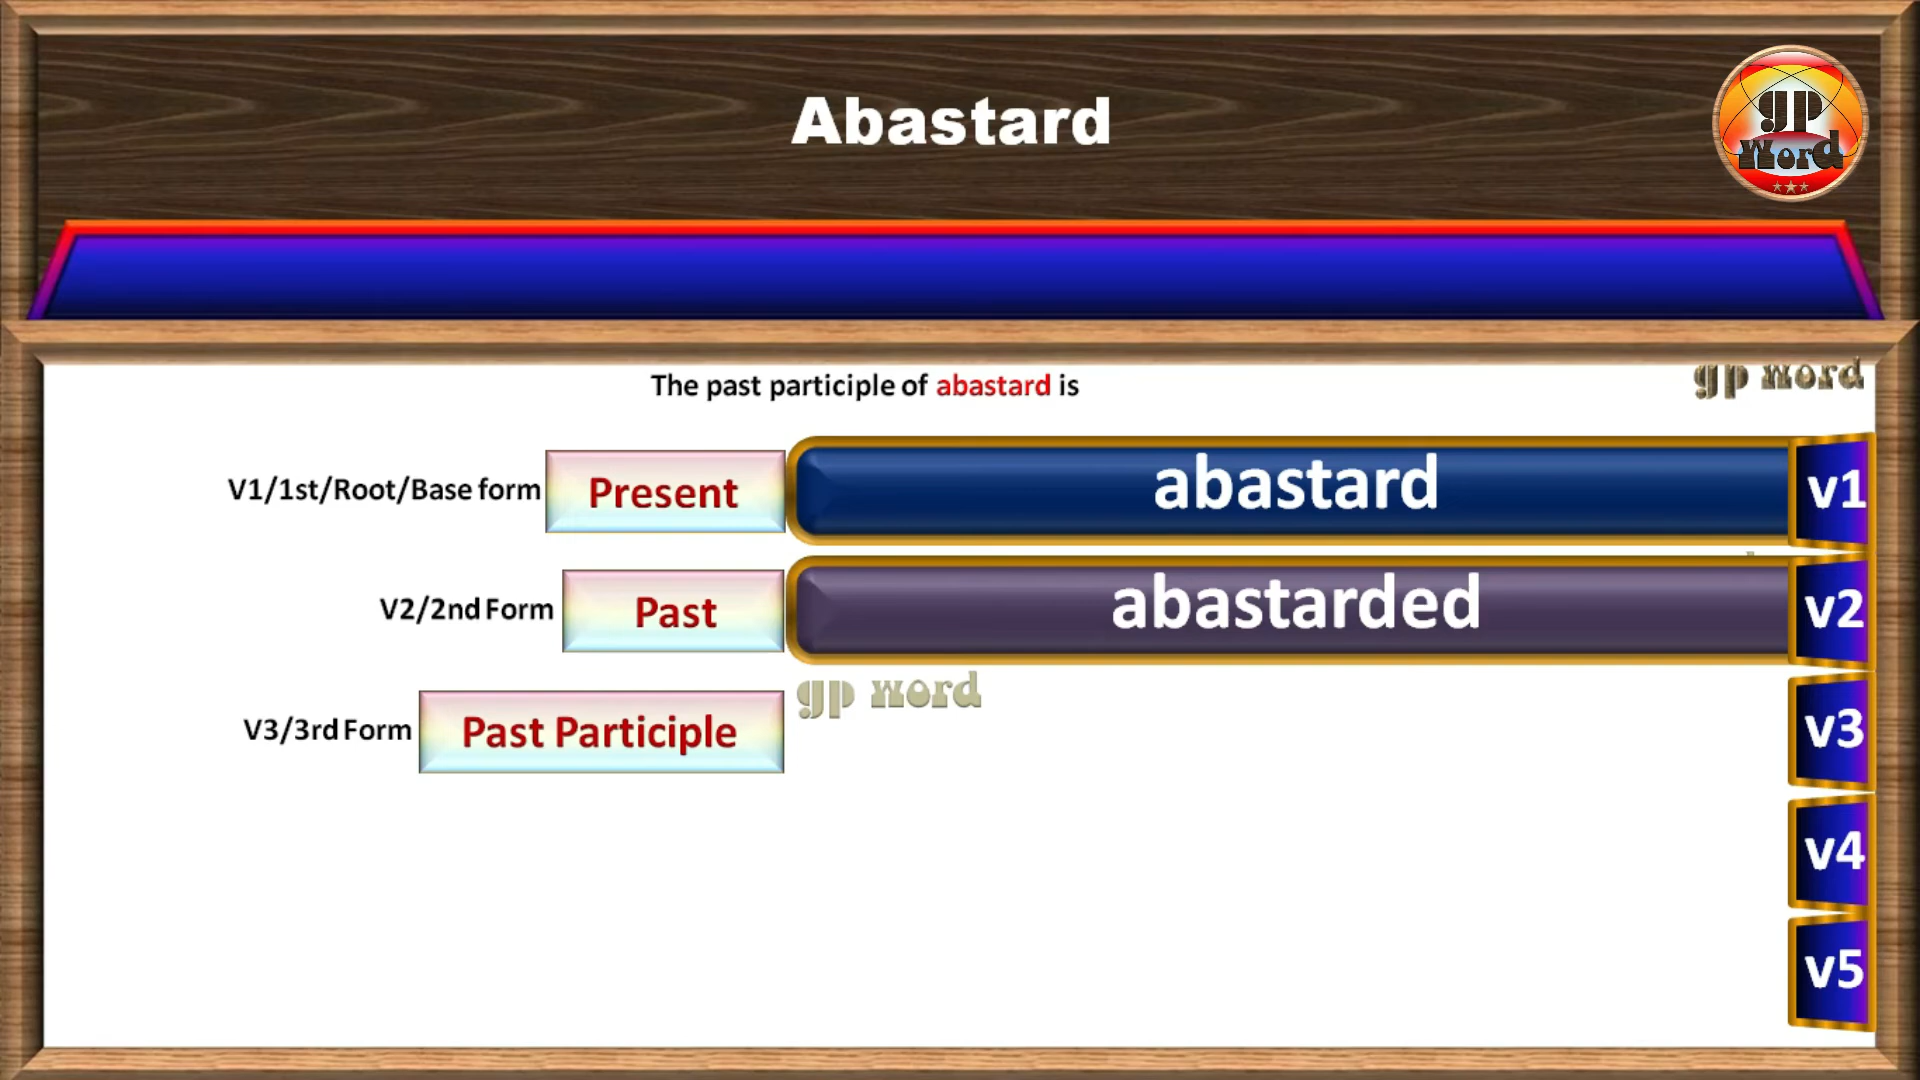 Abastard
gp
Word
The past participle of abastard is
gp word
V1/1st/Root/Base form Present abastard v1
V2/2nd Form Past abastarded v2
gp word
V3/3rd Form Past Participle v3
v4
v5